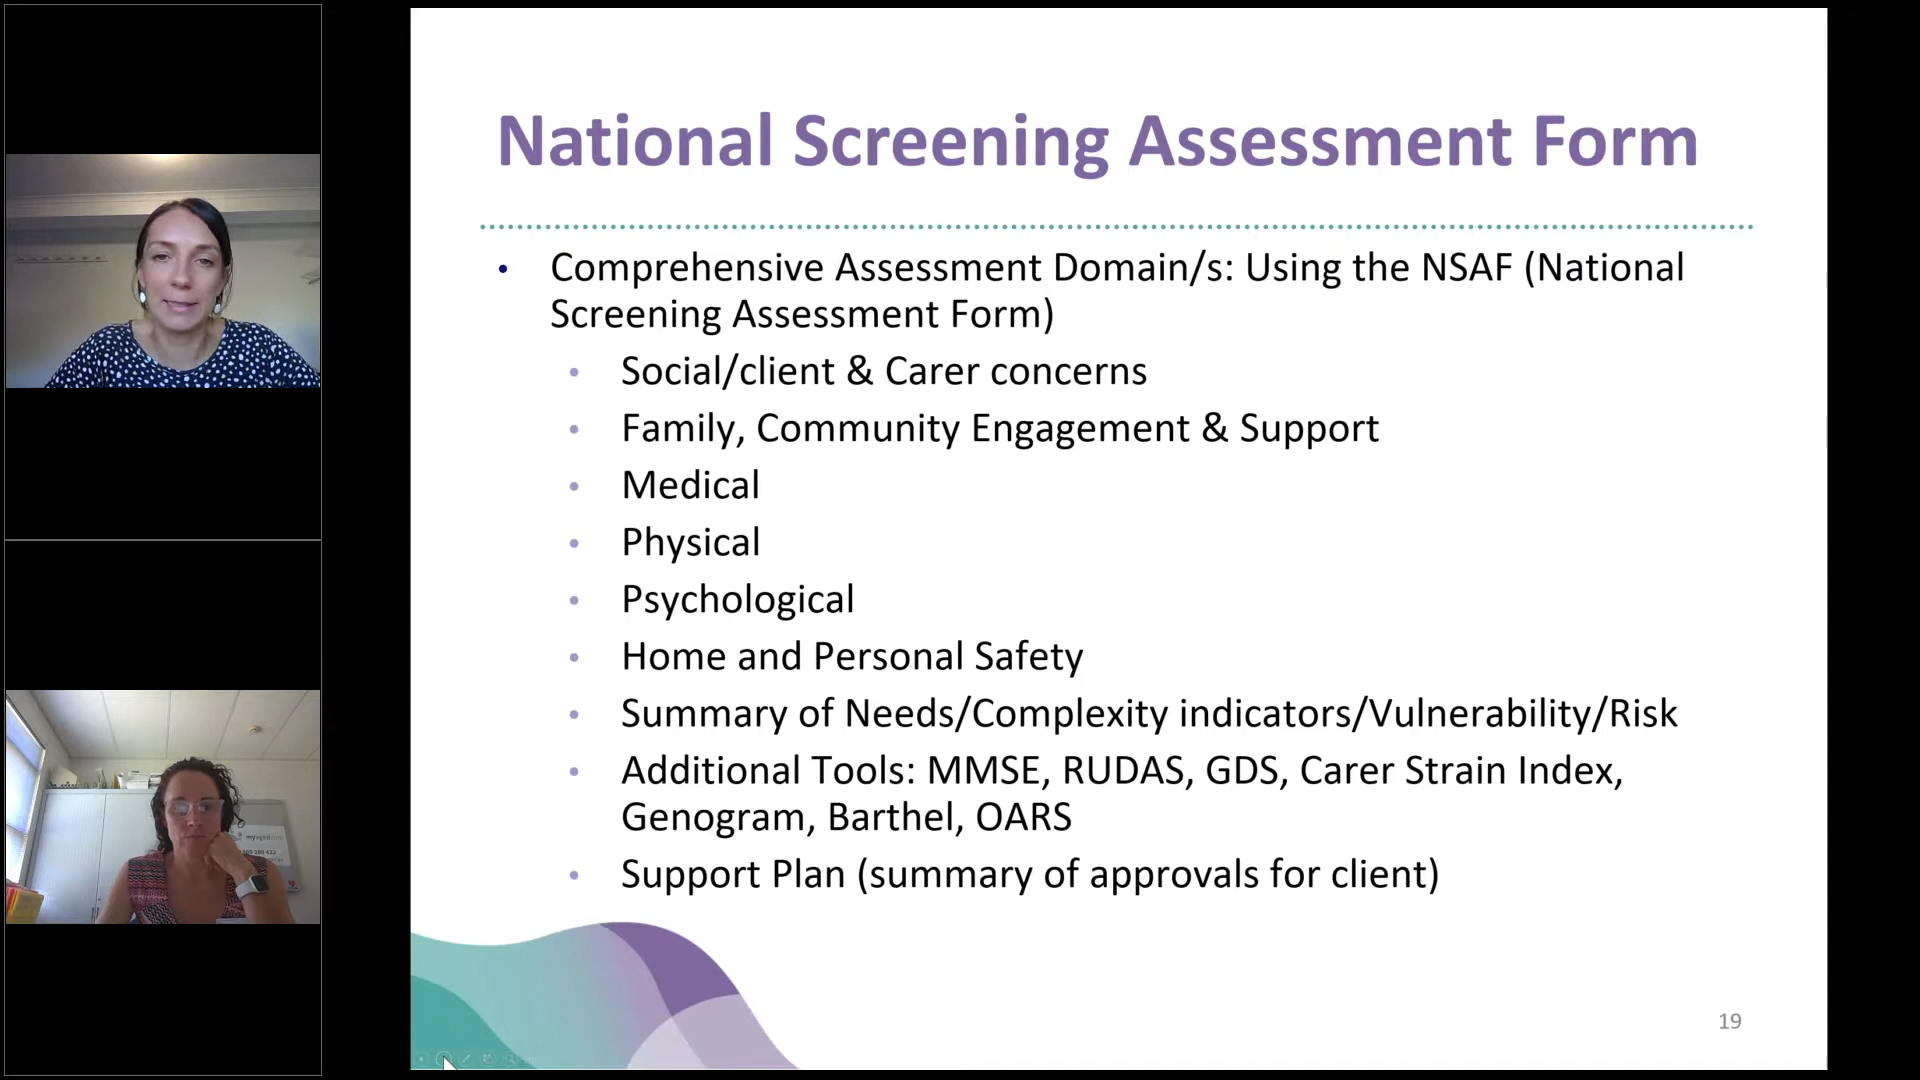 National Screening Assessment Form
• Comprehensive Assessment Domain/s: Using the NSAF (National
Screening Assessment Form)
• Social/client & Carer concerns
• Family, Community Engagement & Support
• Medical
• Physical
• Psychological
• Home and Personal Safety
• Summary of Needs/Complexity indicators/Vulnerability/Risk
• Additional Tools: MMSE, RUDAS, GDS, Carer Strain Index,
Genogram, Barthel, OARS
• Support Plan (summary of approvals for client)
19